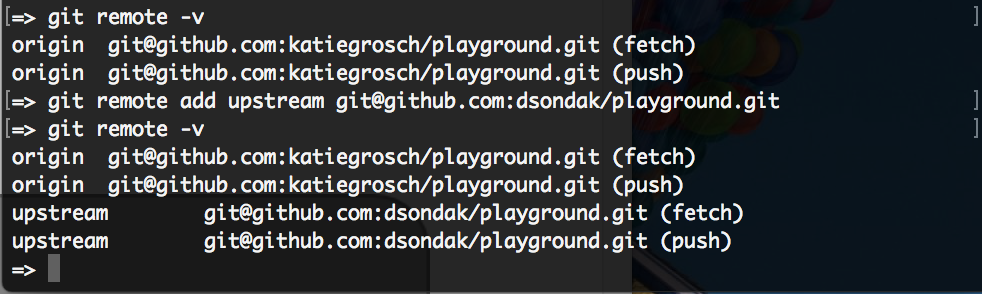 [=> git remote -v ]
origin  git@github.com:katiegrosch/playground.git (fetch)
origin  git@github.com:katiegrosch/playground.git (push)
[=> git remote add upstream git@github.com:dsondak/playground.git ]
[=> git remote -v ]
origin  git@github.com:katiegrosch/playground.git (fetch)
origin  git@github.com:katiegrosch/playground.git (push)
upstream        git@github.com:dsondak/playground.git (fetch)
upstream        git@github.com:dsondak/playground.git (push)
=>